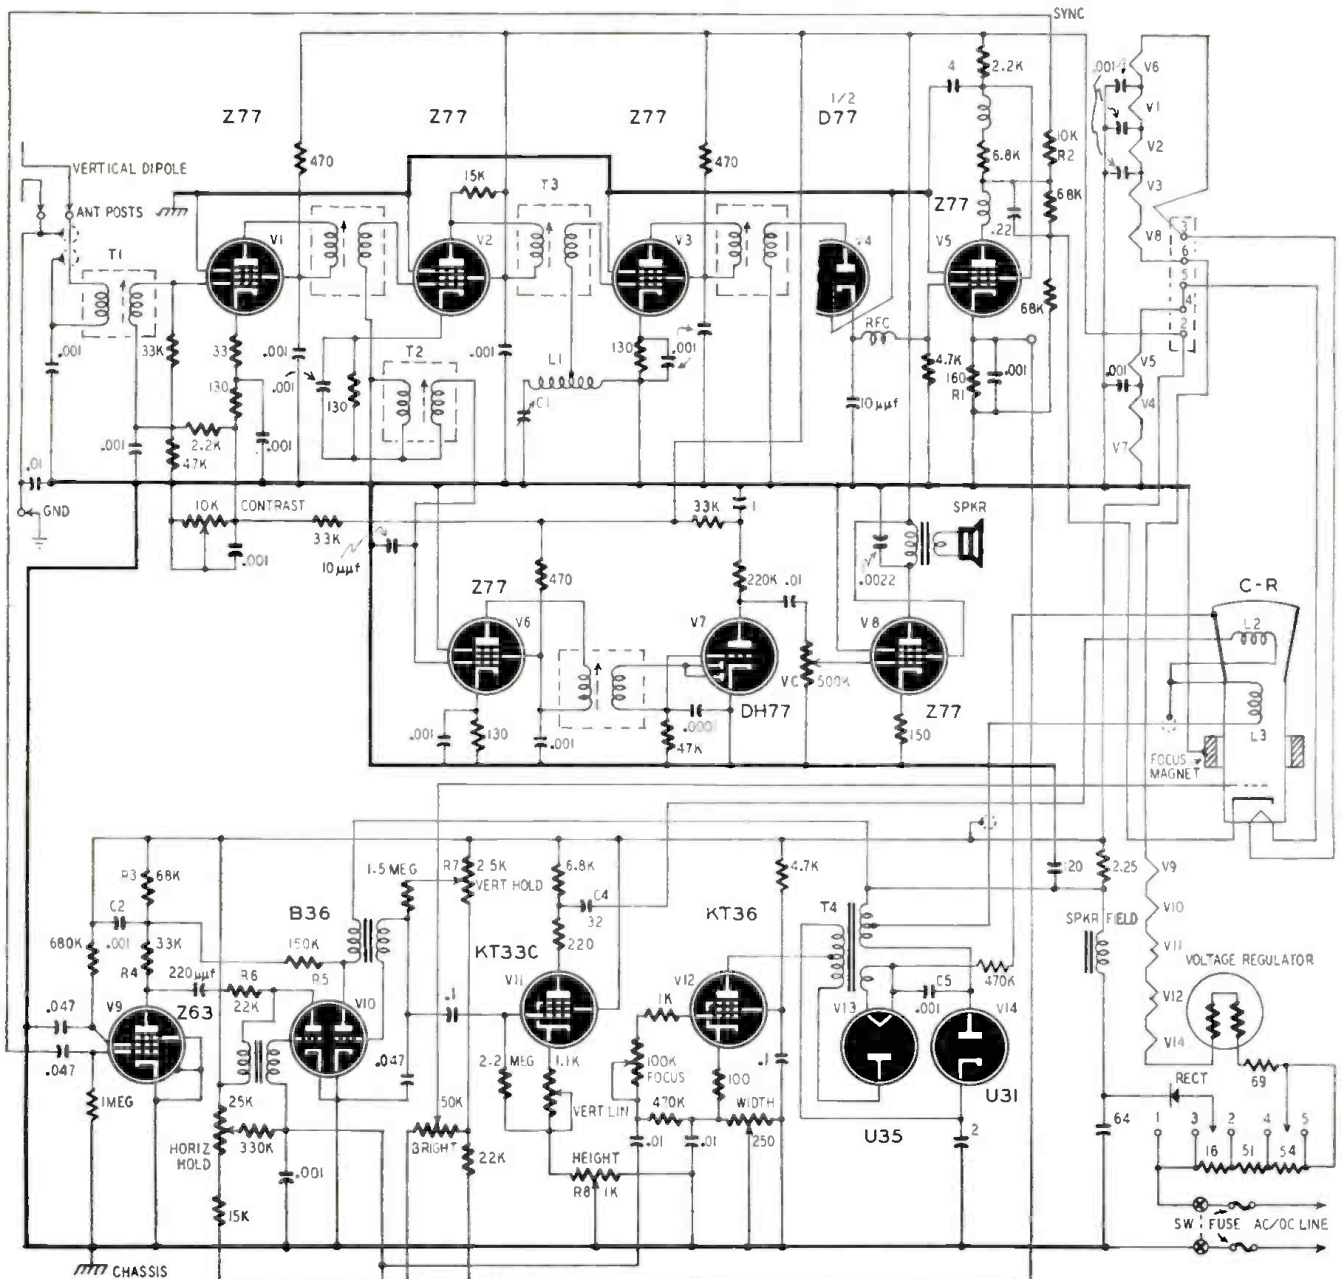 SYNC
4
2.2K
.001
V6
1/2
D77
Z77
Z77
Z77
V1
10K
R2
V2
470
470
6.8K
VERTICAL DIPOLE
15K
T3
V3
68K
Z77
ANT POSTS
.22
V8
3
6
5
4
2
V1
V2
V3
V4
V5
T1
68K
RFC
33K
33
.001
T2
.001
130
.001
4.7K
V5
.001
.001
130
L1
160
R1
.001
V4
130
C1
10μμf
.001
2.2K
.001
V7
47K
.01
GND
10K
CONTRAST
33K
33K
1
SPKR
.001
10μμf
470
220K
.01
.0022
Z77
C-R
V6
V7
V8
L2
VC
500K
DH77
Z77
.0001
L3
.001
130
.001
47K
150
FOCUS
MAGNET
R3
68K
1.5 MEG
R7
2.5K
VERT HOLD
6.8K
4.7K
120
2.25
V9
C2
B36
C4
KT36
T4
V10
.001
32
680K
33K
150K
KT33C
220
SPKR FIELD
V11
R4
220μμf
R6
R5
V11
V12
470K
VOLTAGE REGULATOR
22K
C5
V12
V9
Z63
V10
1K
V13
.001
V14
.047
.1
V14
.047
.047
2.2 MEG
1.1K
100K
FOCUS
100
.1
RECT
69
1 MEG
25K
50K
VERT LIN
470K
WIDTH
U31
HORIZ
HOLD
330K
BRIGHT
.01
.01
250
U35
2
64
1
3
2
4
5
.001
22K
HEIGHT
16
51
54
R8
1K
15K
SW
FUSE
AC/DC LINE
CHASSIS